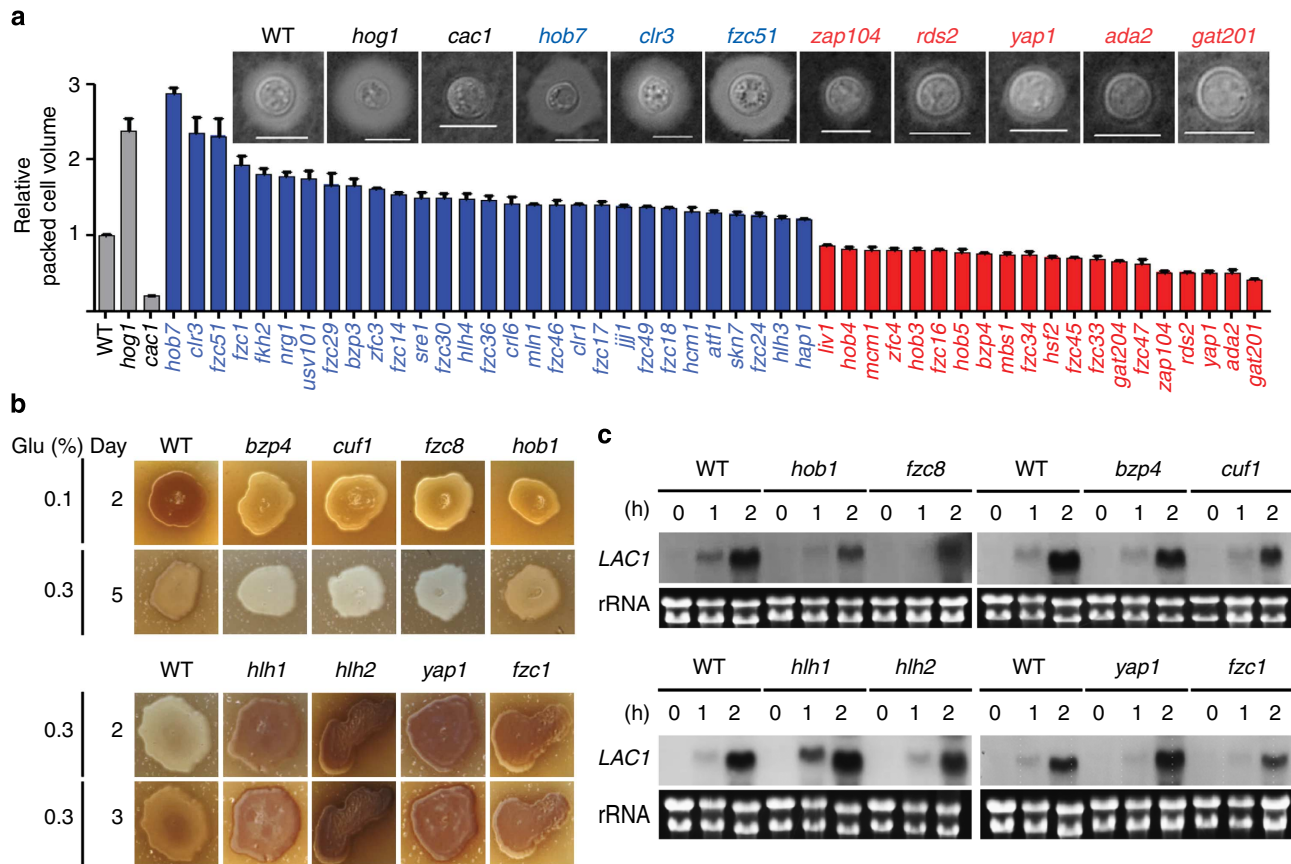 a
WT hog1 cac1 hob7 clr3 fzc51 zap104 rds2 yap1 ada2 gat201
Relative
packed cell volume
3
2
1
WT hog1 cac1 hob7 clr3 fzc51 fzc1 fkh2 nrg1 usv101 fzc29 bzp3 zfc3 fzc14 sre1 fzc30 hlh4 fzc36 crl6 mln1 fzc46 clr1 fzc17 jjj1 fzc49 fzc18 hcm1 atf1 skn7 fzc24 hlh3 hap1 liv1 hob4 mcm1 zfc4 hob3 fzc16 hob5 bzp4 mbs1 fzc34 hsf2 fzc45 fzc33 gat204 fzc47 zap104 rds2 yap1 ada2 gat201
b
Glu (%) Day WT bzp4 cuf1 fzc8 hob1
0.1 2
0.3 5
WT hlh1 hlh2 yap1 fzc1
0.3 2
0.3 3
c
WT hob1 fzc8 WT bzp4 cuf1
(h) 0 1 2 0 1 2 0 1 2 0 1 2 0 1 2 0 1 2
LAC1
rRNA
WT hlh1 hlh2 WT yap1 fzc1
(h) 0 1 2 0 1 2 0 1 2 0 1 2 0 1 2 0 1 2
LAC1
rRNA